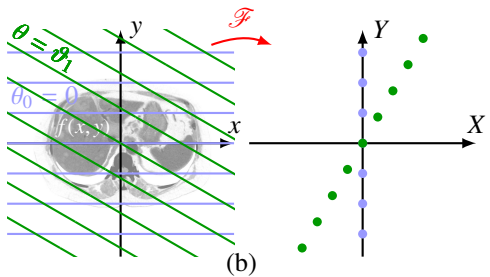 ℱ
y
Y
θ = ϑ₁
θ₀ = 0
f(x, y)
x
X
(b)